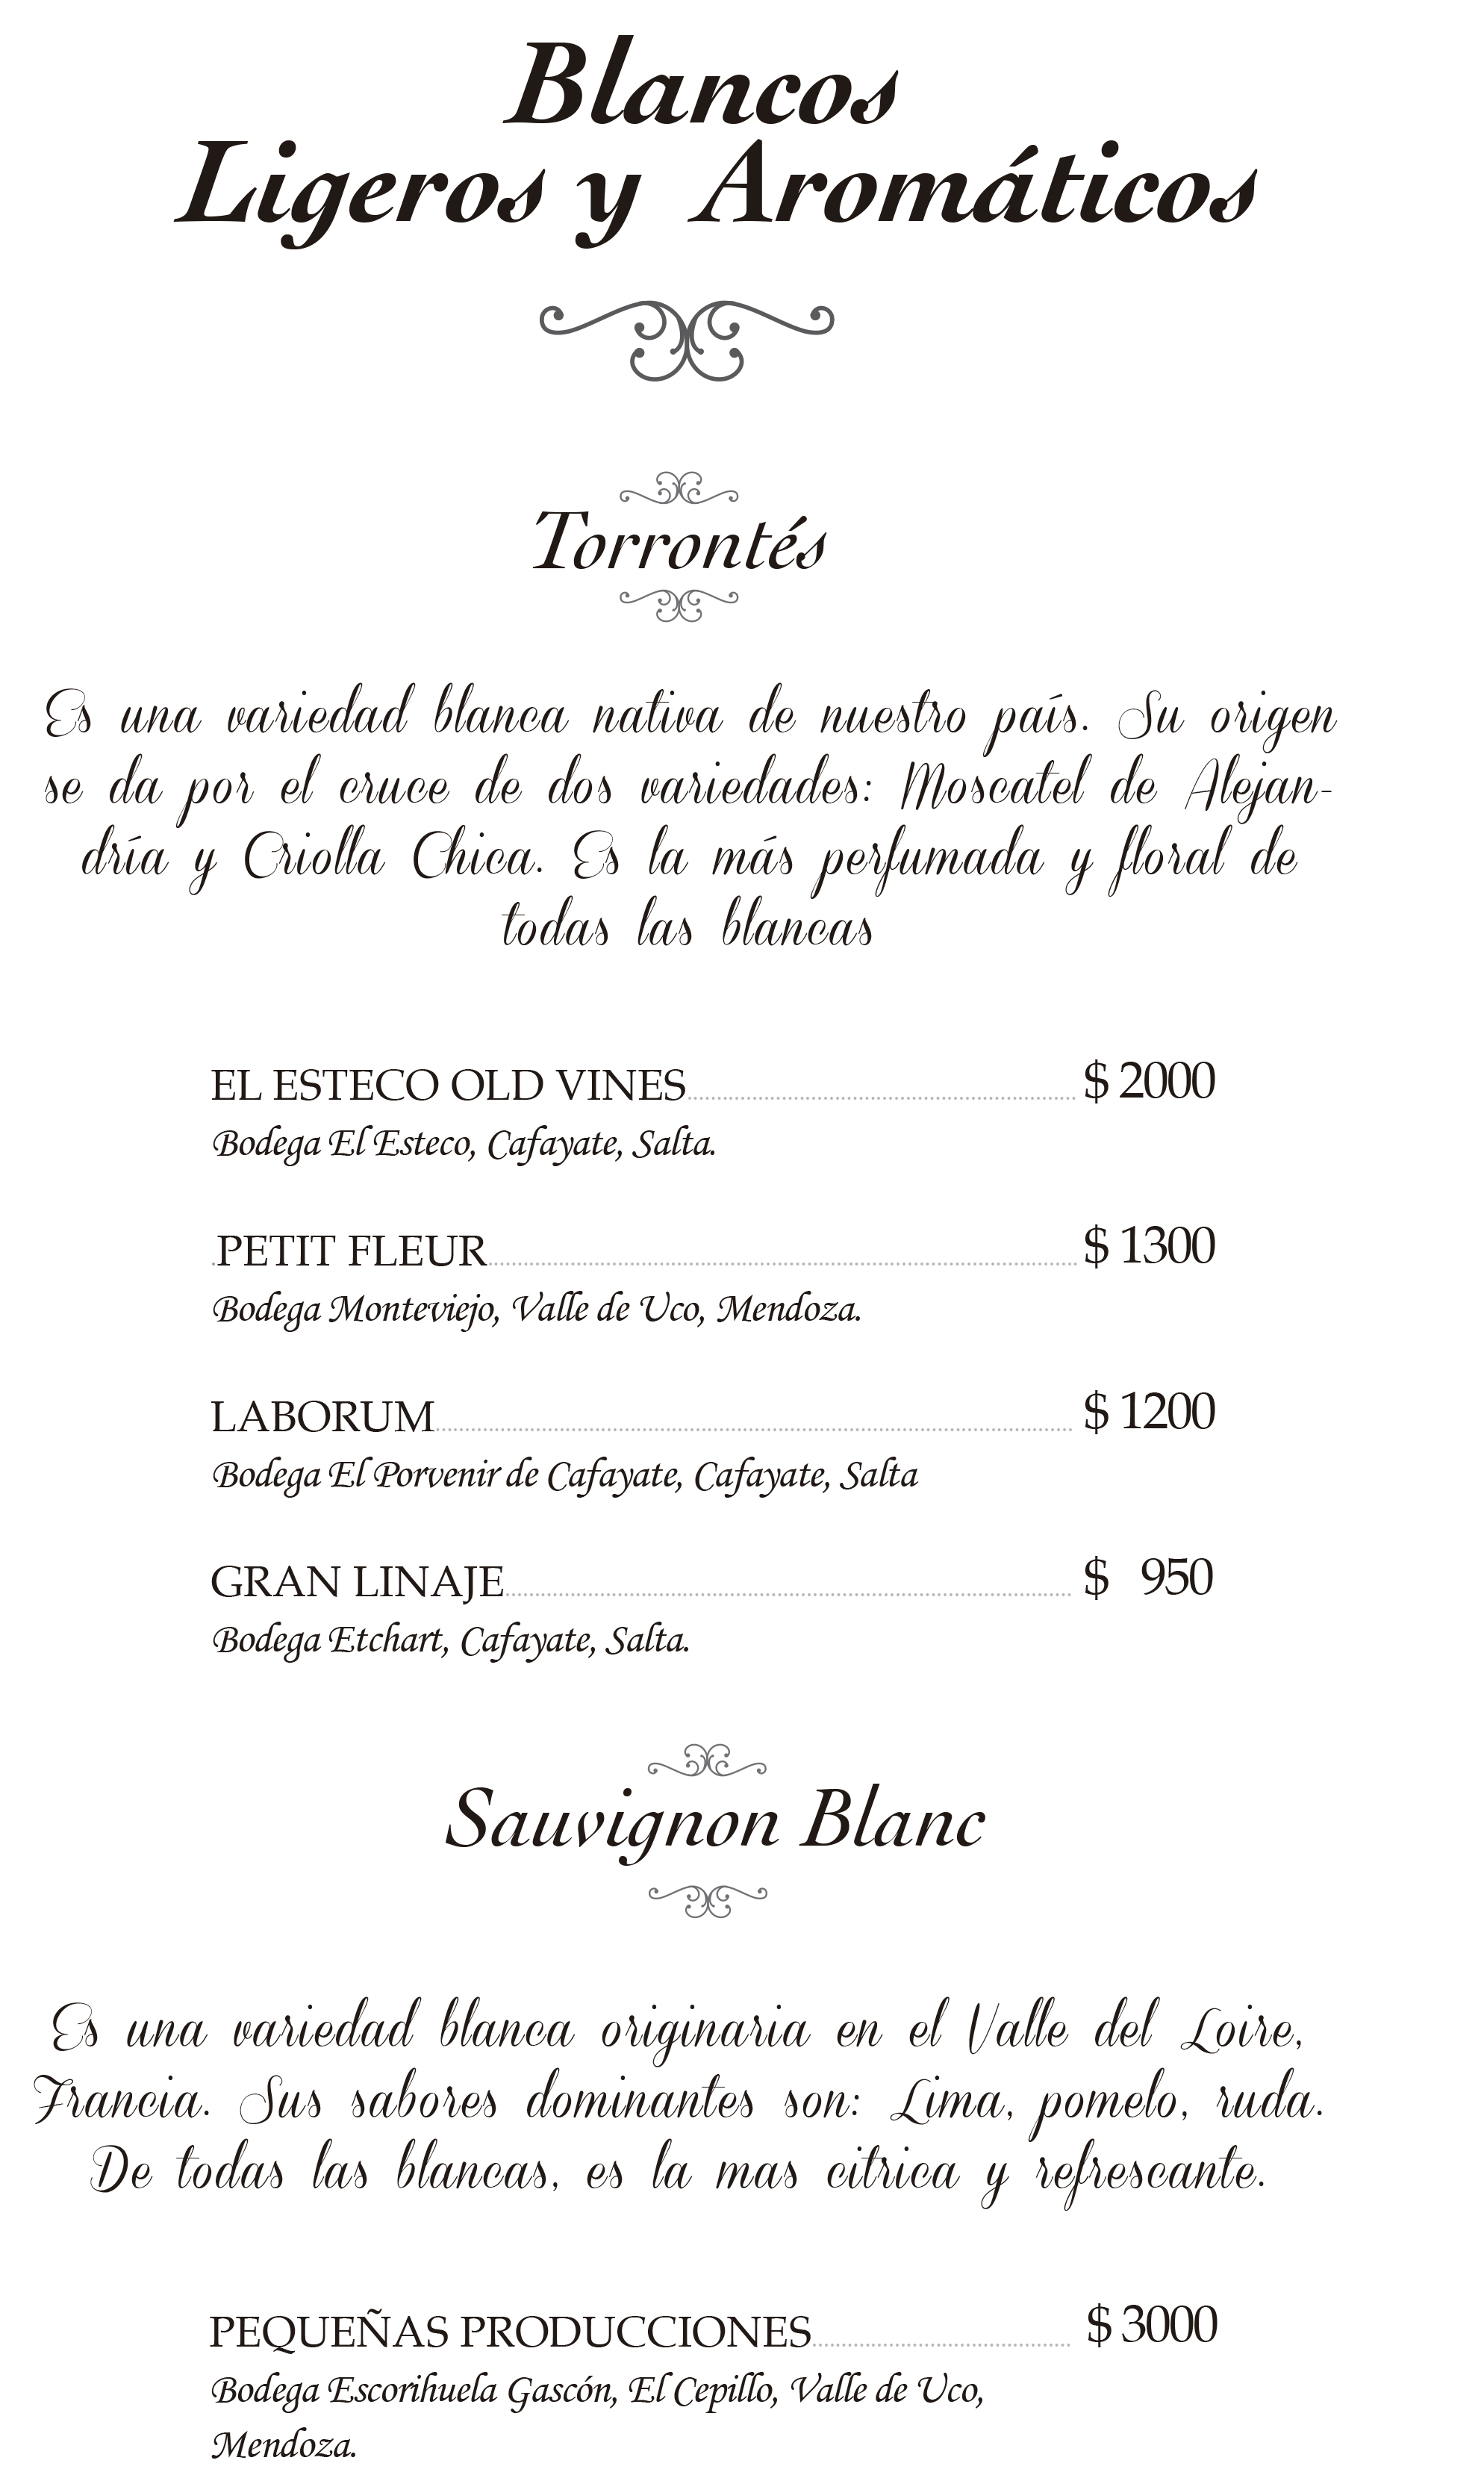 Blancos
Ligeros y Aromáticos
Torrontés
Es una variedad blanca nativa de nuestro país. Su origen
se da por el cruce de dos variedades: Moscatel de Alejan-
dría y Criolla Chica. Es la más perfumada y floral de
todas las blancas
EL ESTECO OLD VINES........................ $ 2000
Bodega El Esteco, Cafayate, Salta.
.PETIT FLEUR........................ $ 1300
Bodega Monteviejo, Valle de Uco, Mendoza.
LABORUM........................ $ 1200
Bodega El Porvenir de Cafayate, Cafayate, Salta
GRAN LINAJE........................ $ 950
Bodega Etchart, Cafayate, Salta.
Sauvignon Blanc
Es una variedad blanca originaria en el Valle del Loire,
Francia. Sus sabores dominantes son: Lima, pomelo, ruda.
De todas las blancas, es la mas citrica y refrescante.
PEQUEÑAS PRODUCCIONES........................ $ 3000
Bodega Escorihuela Gascón, El Cepillo, Valle de Uco,
Mendoza.